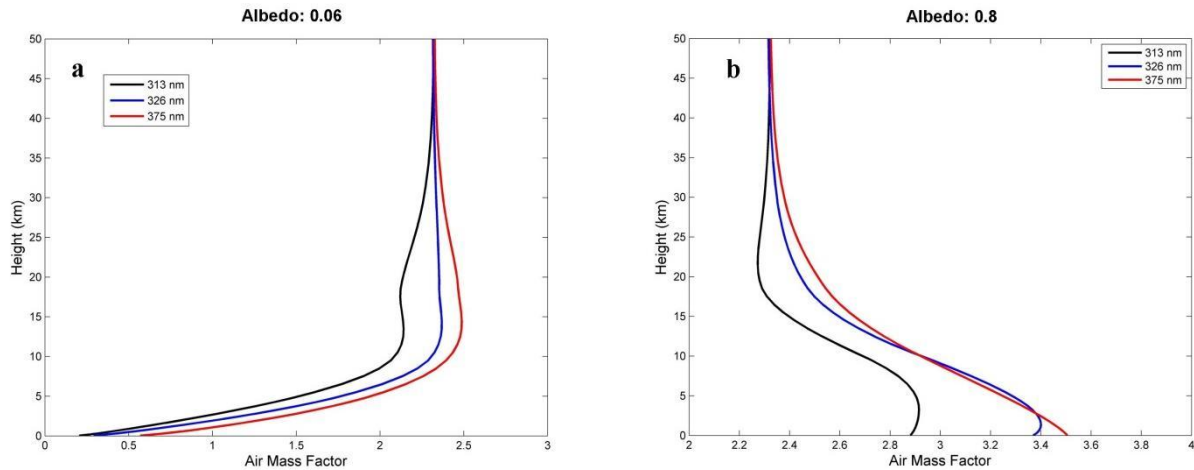 Albedo: 0.06
a
313 nm
326 nm
375 nm
Height (km)
50
45
40
35
30
25
20
15
10
5
0
0 0.5 1 1.5 2 2.5 3
Air Mass Factor
Albedo: 0.8
b
313 nm
326 nm
375 nm
Height (km)
50
45
40
35
30
25
20
15
10
5
0
2 2.2 2.4 2.6 2.8 3 3.2 3.4 3.6 3.8 4
Air Mass Factor